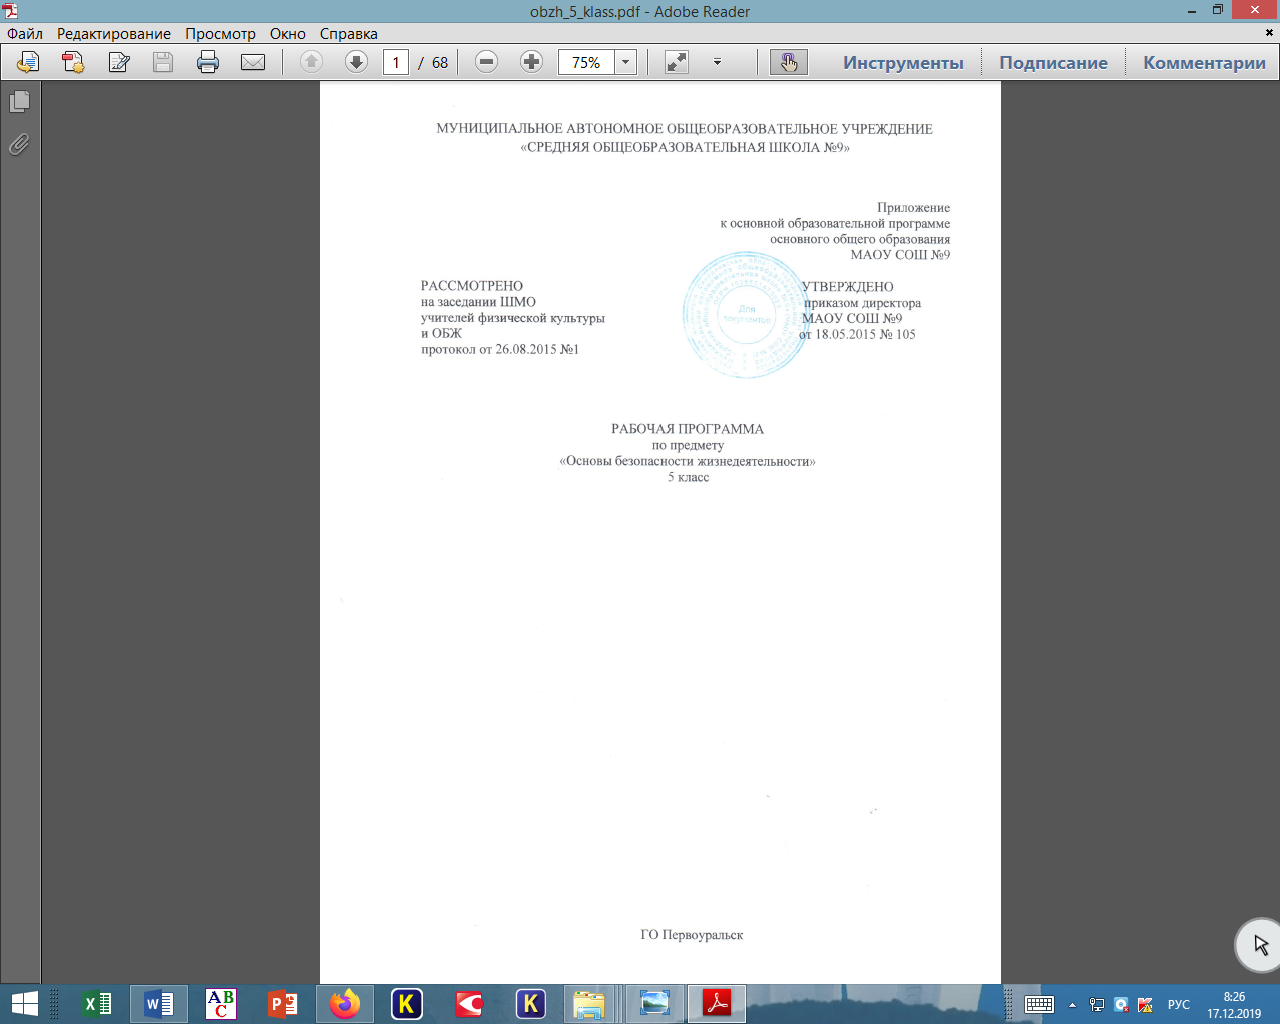 obzh_5_klass.pdf - Adobe Reader
Файл Редактирование Просмотр Окно Справка
1 / 68 75% Инструменты Подписание Комментарии
МУНИЦИПАЛЬНОЕ АВТОНОМНОЕ ОБЩЕОБРАЗОВАТЕЛЬНОЕ УЧРЕЖДЕНИЕ
«СРЕДНЯЯ ОБЩЕОБРАЗОВАТЕЛЬНАЯ ШКОЛА №9»
Приложение
к основной образовательной программе
основного общего образования
МАОУ СОШ №9
РАССМОТРЕНО
на заседании ШМО
учителей физической культуры
и ОБЖ
протокол от 26.08.2015 №1
Для
документов
УТВЕРЖДЕНО
приказом директора
МАОУ СОШ №9
от 18.05.2015 № 105
РАБОЧАЯ ПРОГРАММА
по предмету
«Основы безопасности жизнедеятельности»
5 класс
ГО Первоуральск
ABC
K
K
РУС
8:26
17.12.2019